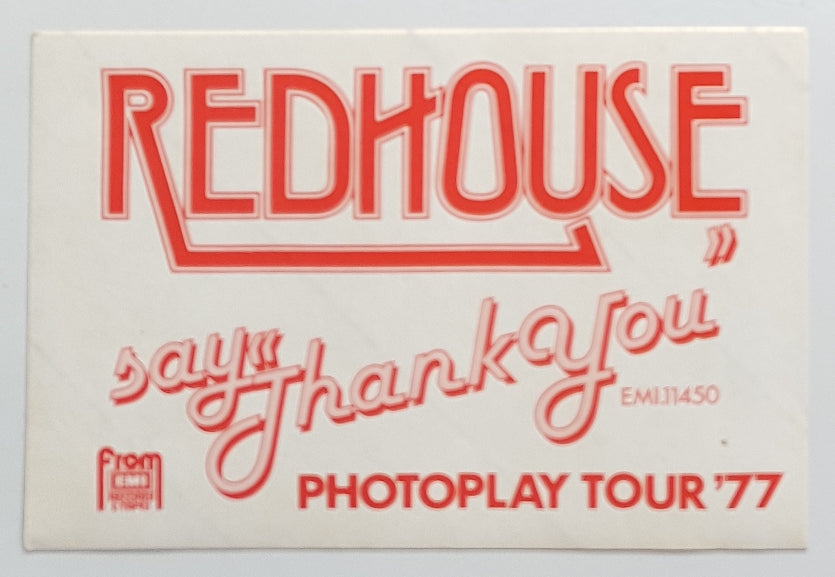 REDHOUSE
say «Thank You»
EMI.11450
From
EMI
PHOTOPLAY TOUR '77